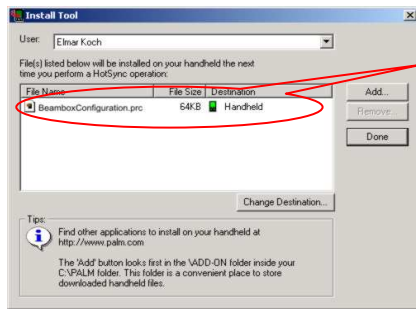 Install Tool
User: Elmar Koch
File(s) listed below will be installed on your handheld the next
time you perform a HotSync operation:
File Name File Size Destination
BeamboxConfiguration.prc 64KB Handheld
Add...
Remove...
Done
Change Destination...
Tips:
Find other applications to install on your handheld at
http://www.palm.com
The 'Add' button looks first in the \ADD-ON folder inside your
C:\PALM folder. This folder is a convenient place to store
downloaded handheld files.